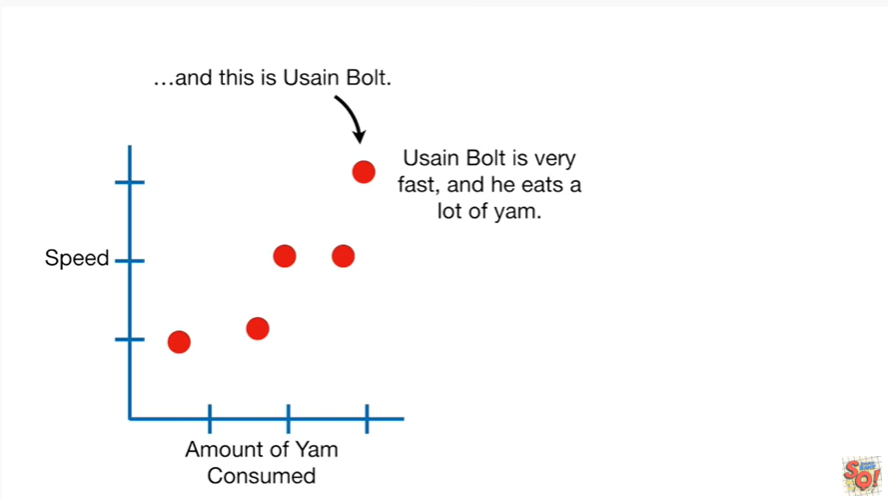 …and this is Usain Bolt.
Usain Bolt is very
fast, and he eats a
lot of yam.
Speed
Amount of Yam
Consumed
SO!